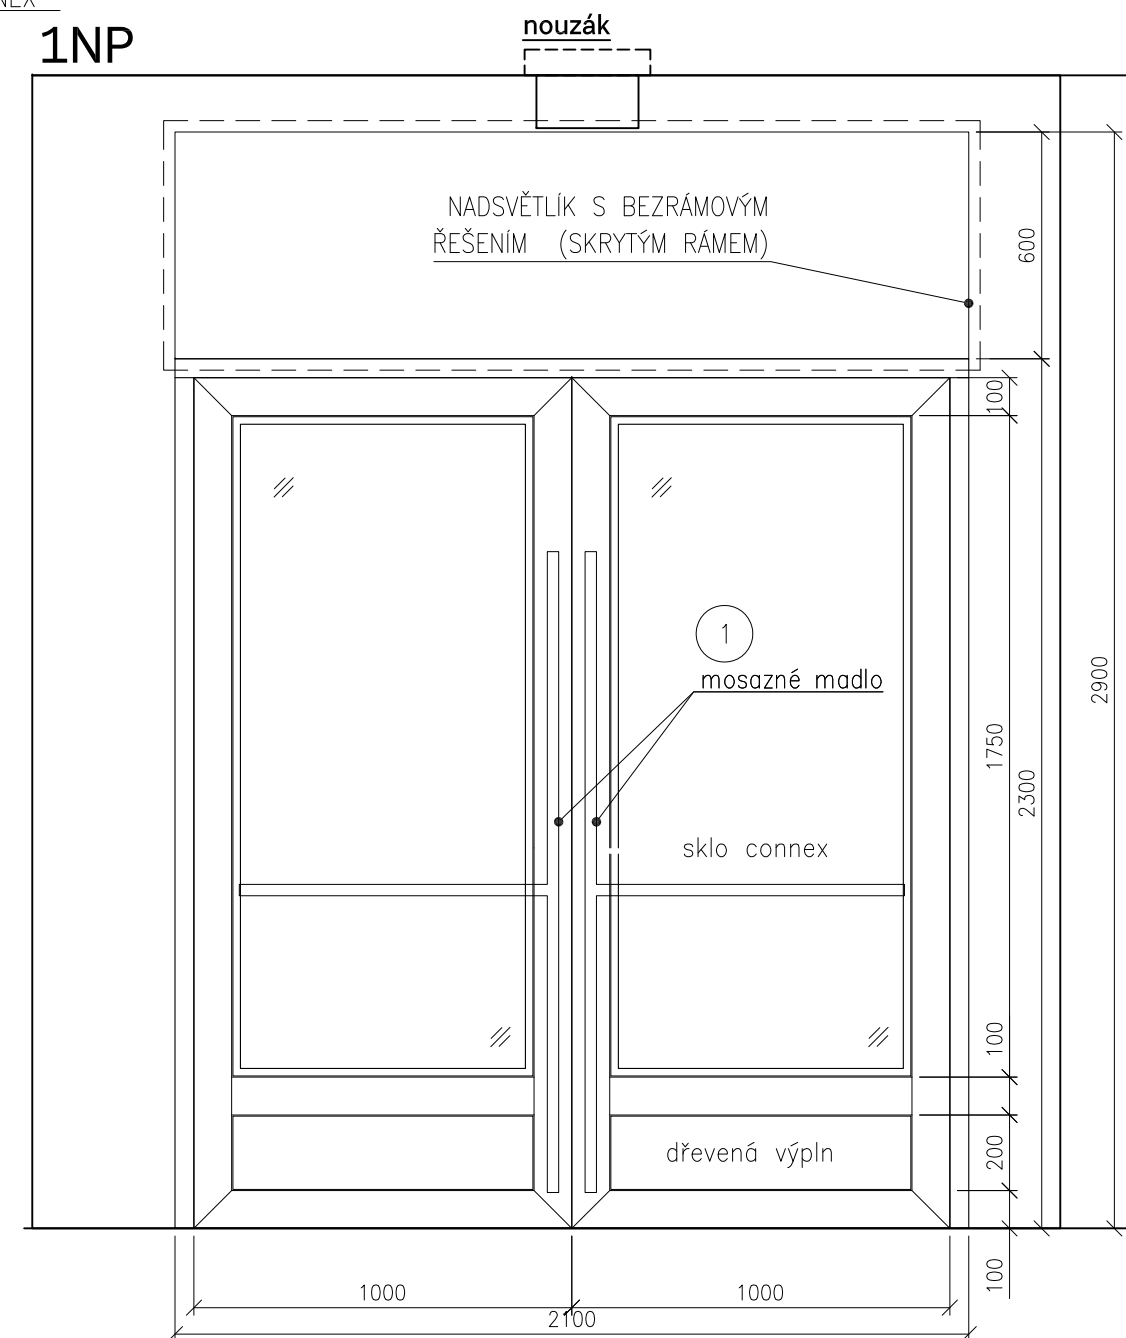 1NP
nouzák
NADSVĚTLÍK S BEZRÁMOVÝM
ŘEŠENÍM (SKRYTÝM RÁMEM)
600
100
1
mosazné madlo
2900
1750
2300
sklo connex
100
dřevená výpln
200
100
1000
1000
2100